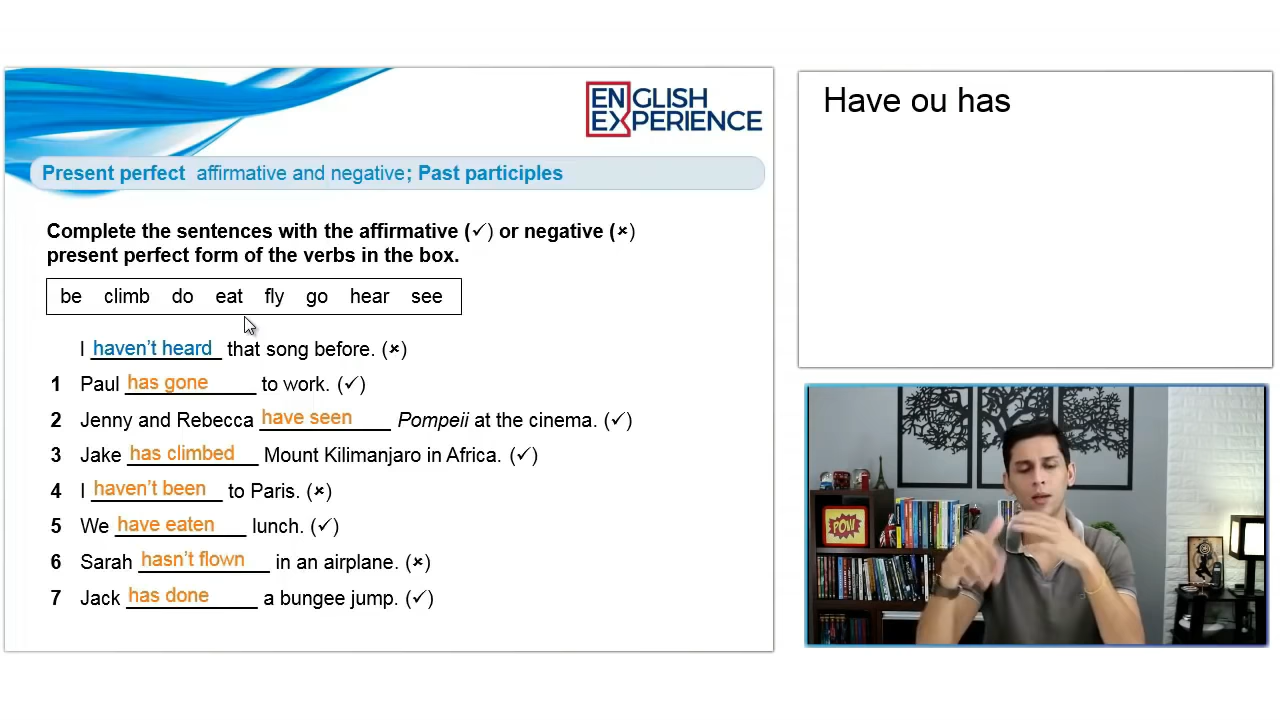 ENGLISH
EXPERIENCE
Present perfect affirmative and negative; Past participles
Complete the sentences with the affirmative (✓) or negative (×)
present perfect form of the verbs in the box.
be climb do eat fly go hear see
I haven't heard that song before. (×)
1 Paul has gone to work. (✓)
2 Jenny and Rebecca have seen Pompeii at the cinema. (✓)
3 Jake has climbed Mount Kilimanjaro in Africa. (✓)
4 I haven't been to Paris. (×)
5 We have eaten lunch. (✓)
6 Sarah hasn't flown in an airplane. (×)
7 Jack has done a bungee jump. (✓)
Have ou has
POW